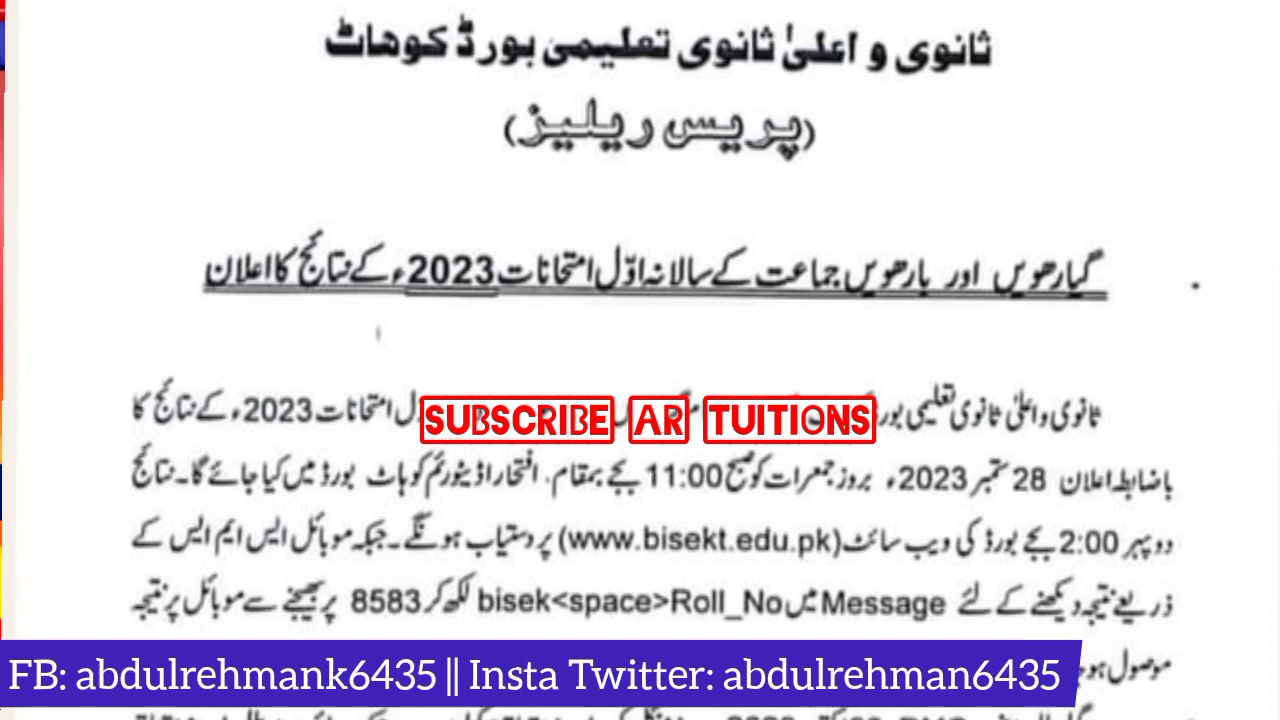 ثانوی و اعلیٰ ثانوی تعلیمی بورڈ کوهاٹ
(پریس ریلیز)
گیارھویں اور بارھویں جماعت کے سالانہ اوّل امتحانات 2023ء کے نتائج کا اعلان
ثانوی و اعلیٰ ثانوی تعلیمی بورڈ امتحانات 2023ء کے نتائج کا
SUBSCRIBE AR TUITIONS
باضابطہ اعلان 28 ستمبر 2023ء بروز جمعرات کو صبح 11:00 بجے بمقام افتخار اڈیٹوریم کوہاٹ بورڈ میں کیا جائے گا۔ نتائج
دوپہر 2:00 بجے بورڈ کی ویب سائٹ (www.bisekt.edu.pk) پر دستیاب ہونگے۔ جبکہ موبائل ایس ایم ایس کے
ذریعے نتیجہ دیکھنے کے لئے Message میں bisek<space>Roll_No لکھ کر 8583 پر بھیجنے سے موبائل پر نتیجہ
موصول
FB: abdulrehmank6435 || Insta Twitter: abdulrehman6435